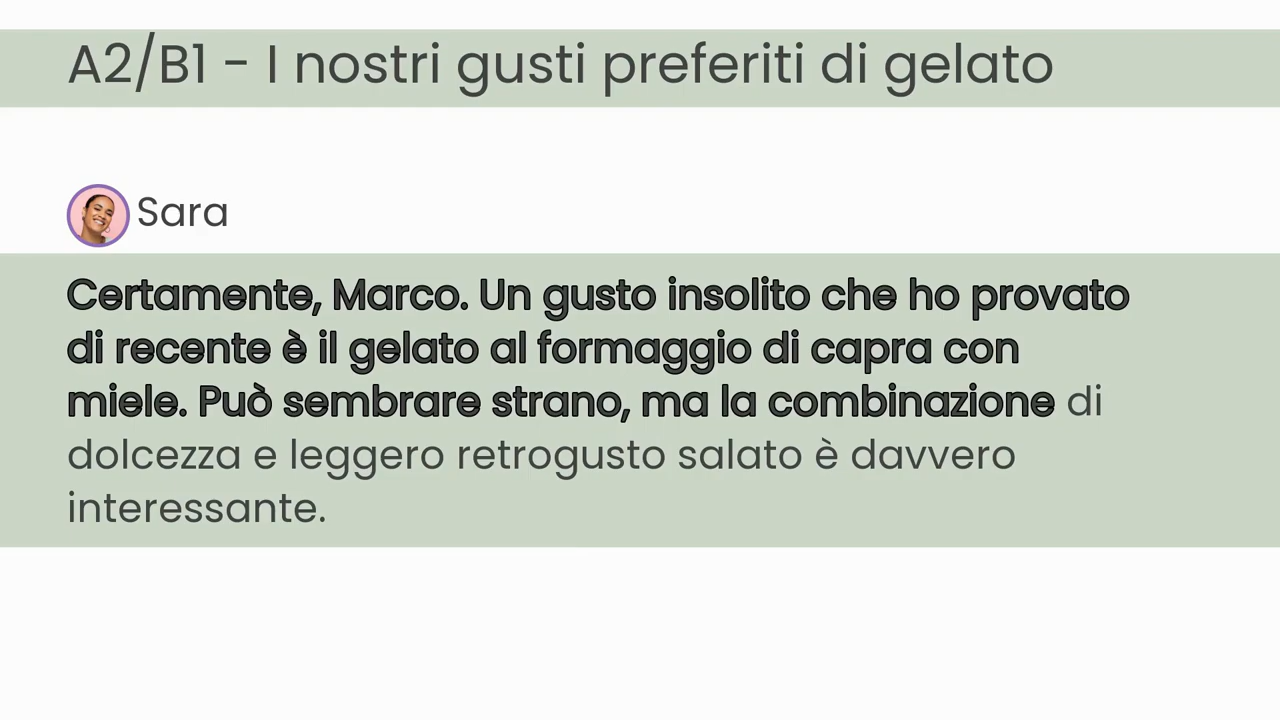 A2/B1 - I nostri gusti preferiti di gelato
Sara
Certamente, Marco. Un gusto insolito che ho provato
di recente è il gelato al formaggio di capra con
miele. Può sembrare strano, ma la combinazione di
dolcezza e leggero retrogusto salato è davvero
interessante.